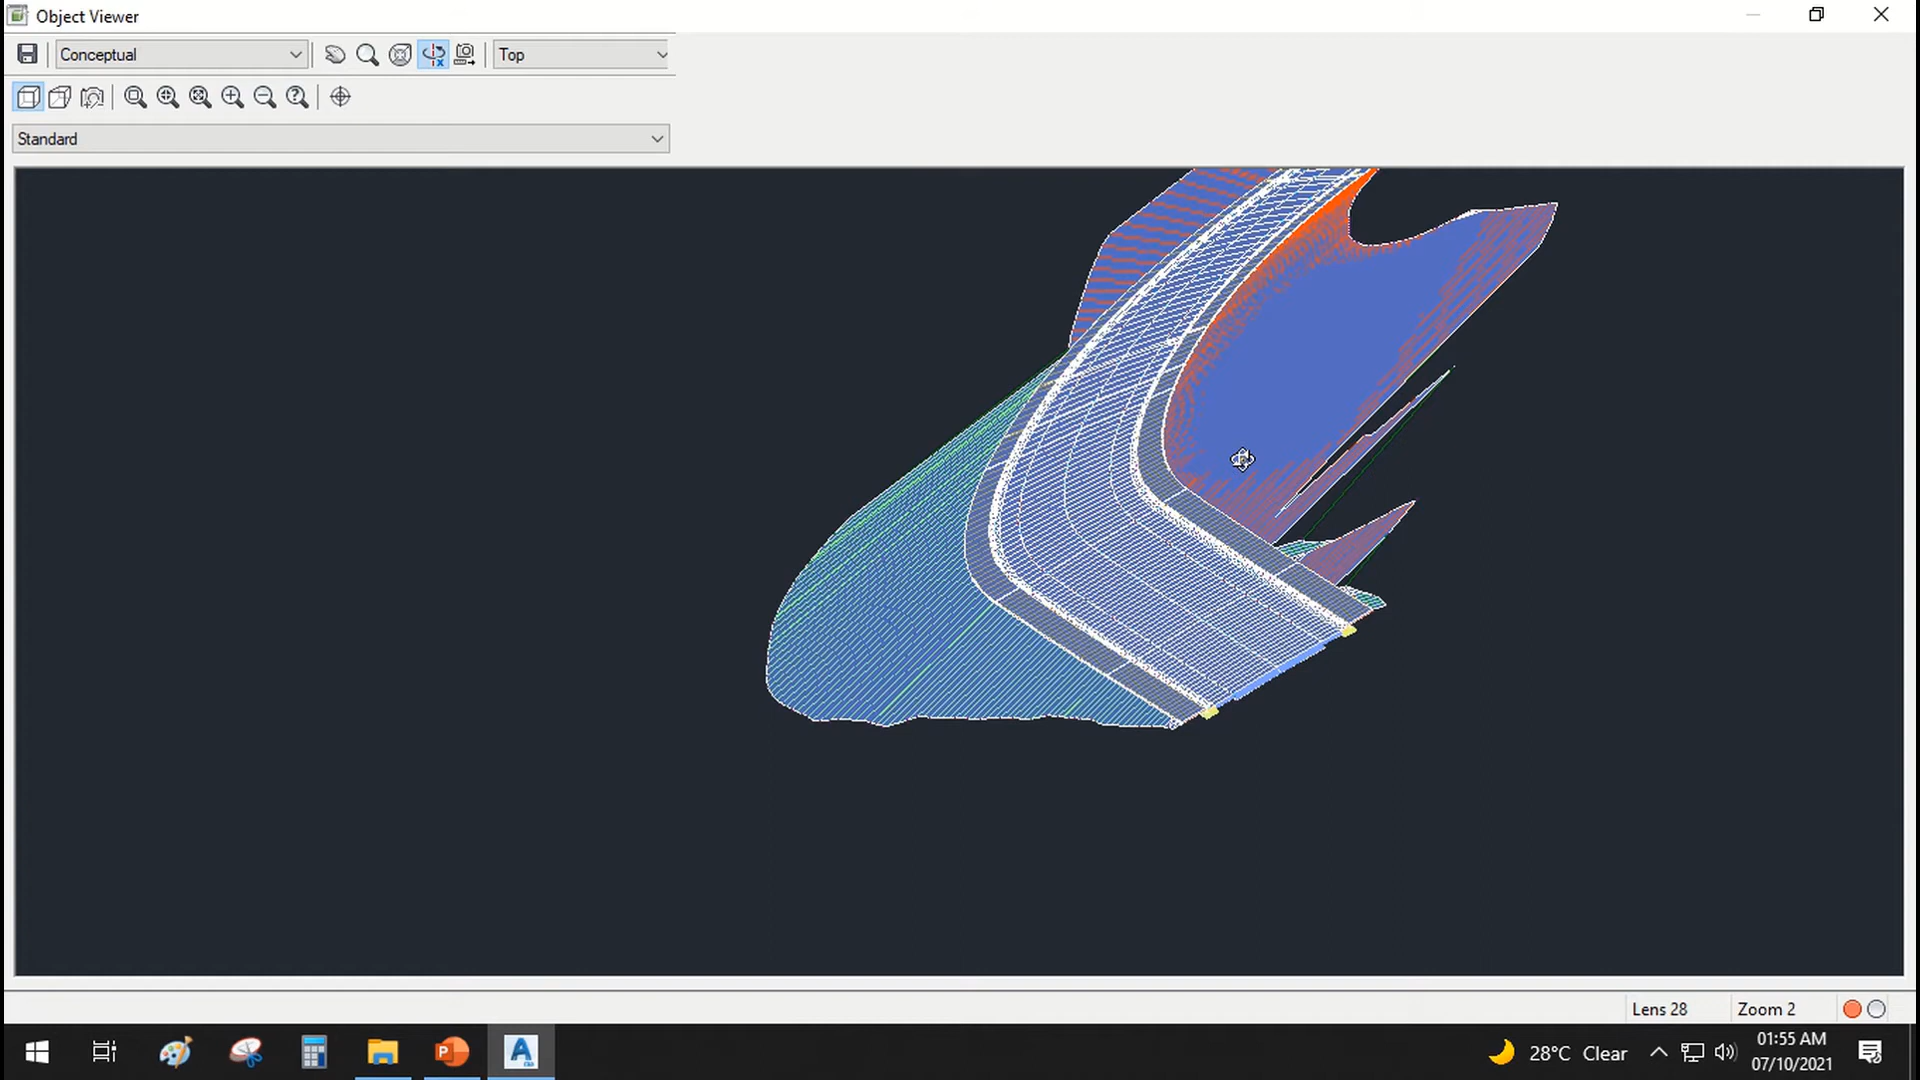 Object Viewer
Conceptual
Top
Standard
Lens 28
Zoom 2
P
A
28°C Clear
01:55 AM
07/10/2021